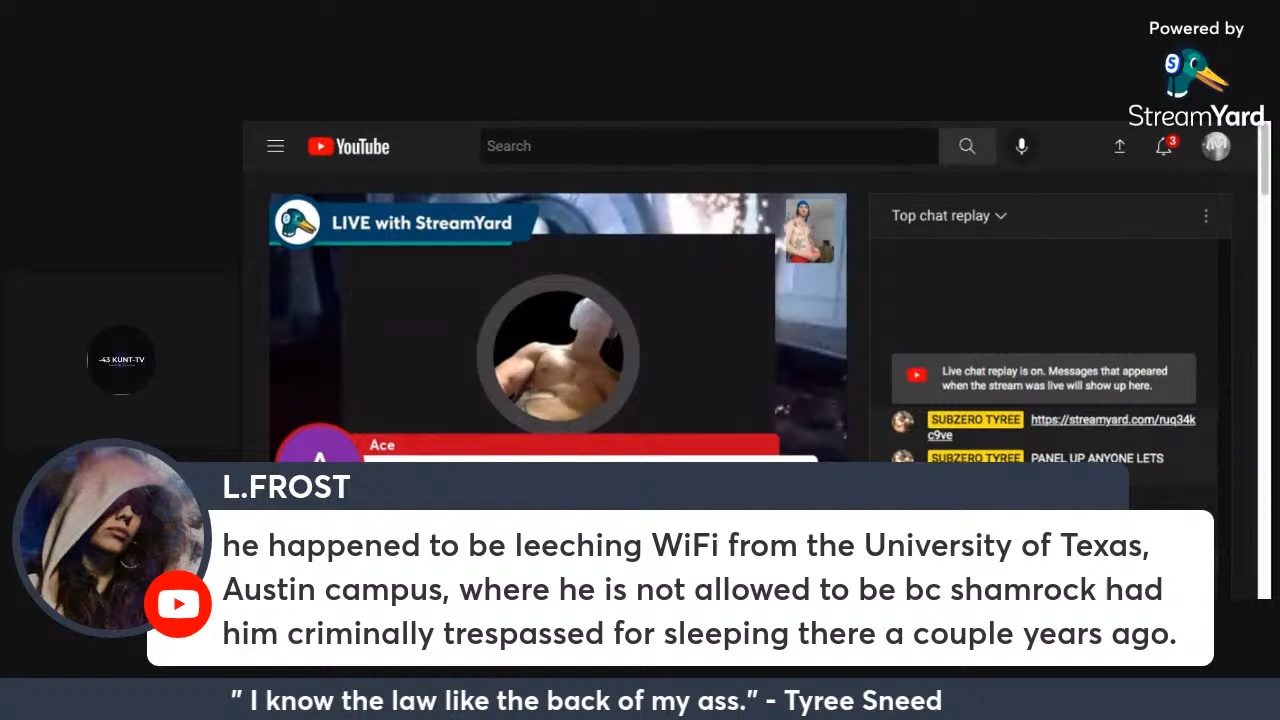 Powered by
StreamYard
YouTube
Search
3
LIVE with StreamYard
Top chat replay
Live chat replay is on. Messages that appeared
when the stream was live will show up here.
SUBZERO TYREE https://streamyard.com/ruq34k
c9ve
SUBZERO TYREE PANEL UP ANYONE LETS
-43 KUNT-TV
Ace
A
L.FROST
he happened to be leeching WiFi from the University of Texas,
Austin campus, where he is not allowed to be bc shamrock had
him criminally trespassed for sleeping there a couple years ago.
" I know the law like the back of my ass." - Tyree Sneed